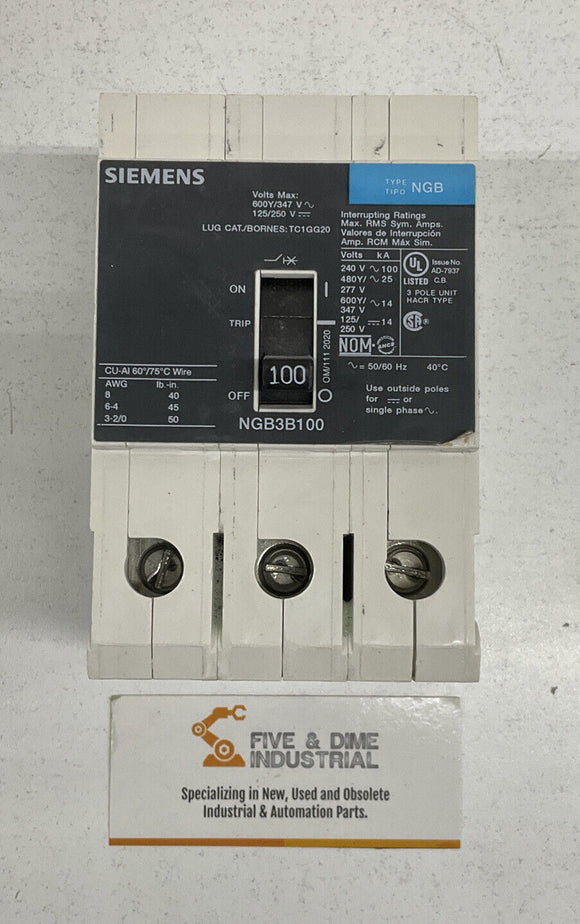 SIEMENS
TYPE
TIPO NGB
Volts Max:
600Y/347 V ∿
125/250 V ⎓
LUG CAT./BORNES: TC1GG20
Interrupting Ratings
Max. RMS Sym. Amps.
Valores de Interrupción
Amp. RCM Máx Sim.
Volts kA
240 V ∿ 100
480Y/ ∿ 25
277 V
600Y/ ∿ 14
347 V
125/ ⎓ 14
250 V
UL
LISTED
Issue No.
AD-7937
C.B.
3 POLE UNIT
HACR TYPE
SA
NOM
ANCE
∿= 50/60 Hz 40°C
Use outside poles
for ⎓ or
single phase ∿.
ON
TRIP
OFF
100
OM/111 2020
NGB3B100
CU-Al 60°/75°C Wire
AWG lb.-in.
8 40
6-4 45
3-2/0 50
FIVE & DIME
INDUSTRIAL
Specializing in New, Used and Obsolete
Industrial & Automation Parts.